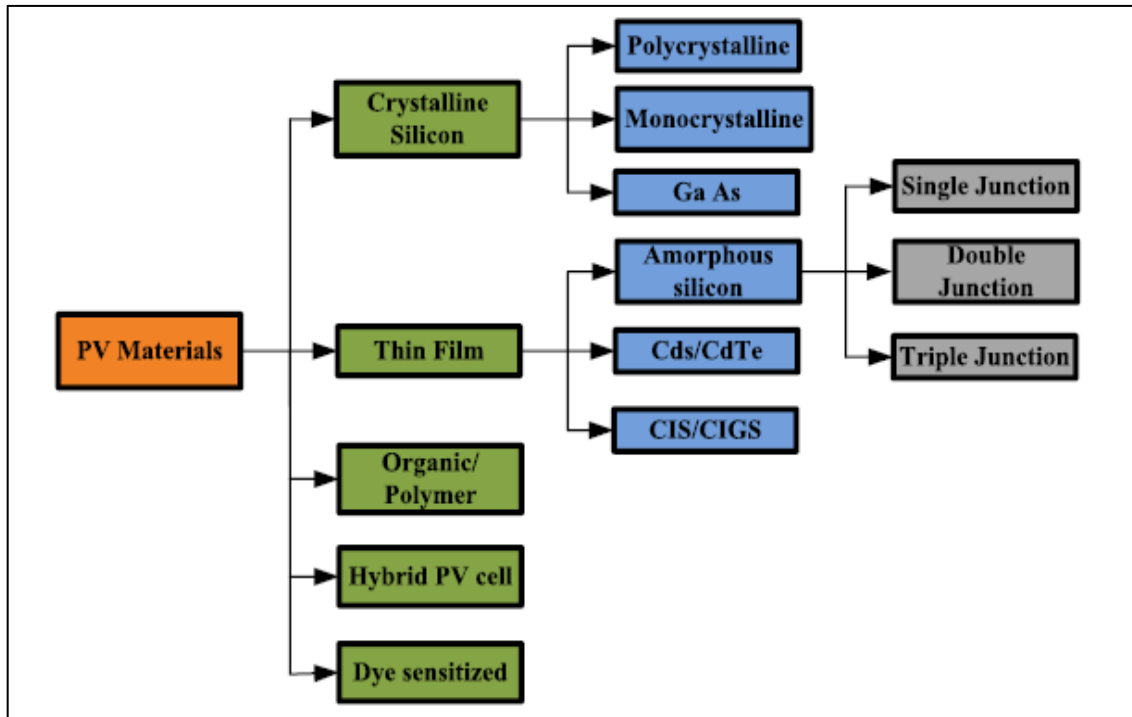 PV Materials
Crystalline
Silicon
Thin Film
Organic/
Polymer
Hybrid PV cell
Dye sensitized
Polycrystalline
Monocrystalline
Ga As
Amorphous
silicon
Cds/CdTe
CIS/CIGS
Single Junction
Double
Junction
Triple Junction